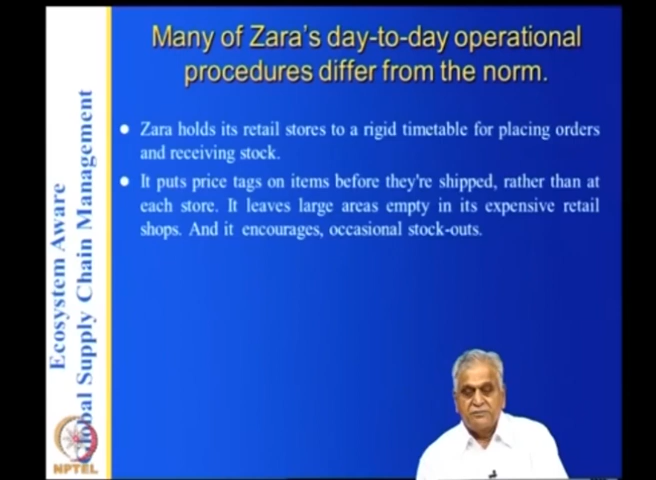 Many of Zara's day-to-day operational
procedures differ from the norm.
● Zara holds its retail stores to a rigid timetable for placing orders
and receiving stock.
● It puts price tags on items before they're shipped, rather than at
each store. It leaves large areas empty in its expensive retail
shops. And it encourages, occasional stock-outs.
Ecosystem Aware
Global Supply Chain Management
NPTEL